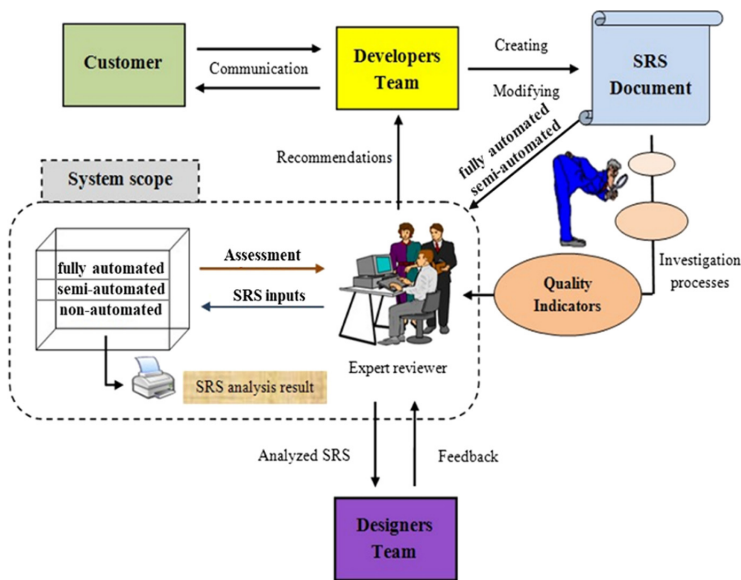 Customer
Communication
Developers
Team
Creating
Modifying
SRS
Document
fully automated
semi-automated
Recommendations
System scope
fully automated
semi-automated
non-automated
Assessment
SRS inputs
Expert reviewer
SRS analysis result
Quality
Indicators
Investigation
processes
Analyzed SRS
Feedback
Designers
Team